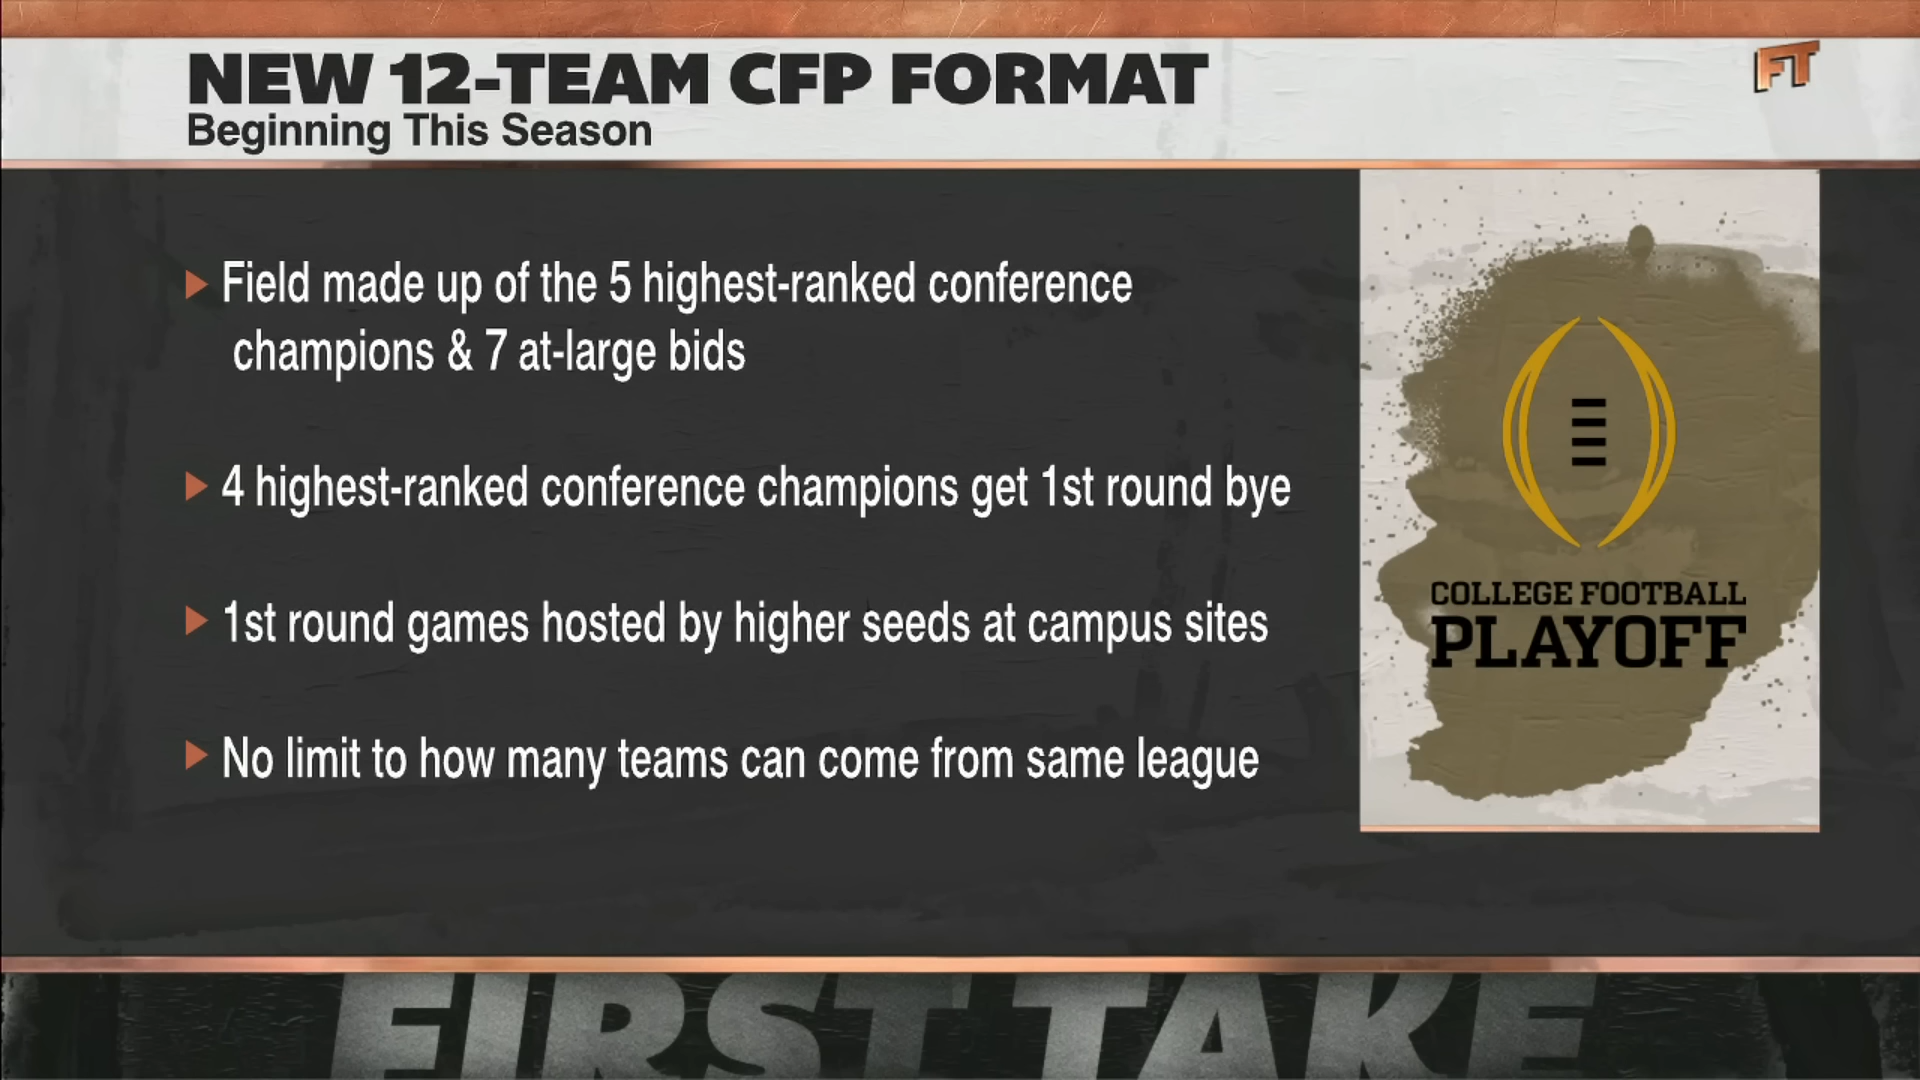 NEW 12-TEAM CFP FORMAT
Beginning This Season
FT
Field made up of the 5 highest-ranked conference
champions & 7 at-large bids
4 highest-ranked conference champions get 1st round bye
1st round games hosted by higher seeds at campus sites
No limit to how many teams can come from same league
COLLEGE FOOTBALL
PLAYOFF
FIRST TAKE